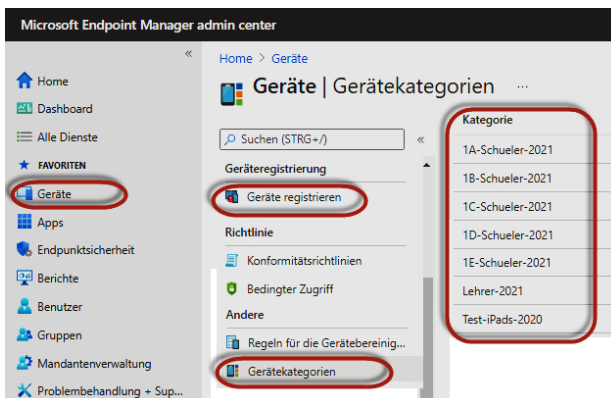 Microsoft Endpoint Manager admin center
«
Home
Dashboard
Alle Dienste
FAVORITEN
Geräte
Apps
Endpunktsicherheit
Berichte
Benutzer
Gruppen
Mandantenverwaltung
Problembehandlung + Sup...
Home > Geräte
Geräte | Gerätekategorien ...
Suchen (STRG+/) «
Geräteregistrierung
Geräte registrieren
Richtlinie
Konformitätsrichtlinien
Bedingter Zugriff
Andere
Regeln für die Gerätebereinig...
Gerätekategorien
Kategorie
1A-Schueler-2021
1B-Schueler-2021
1C-Schueler-2021
1D-Schueler-2021
1E-Schueler-2021
Lehrer-2021
Test-iPads-2020